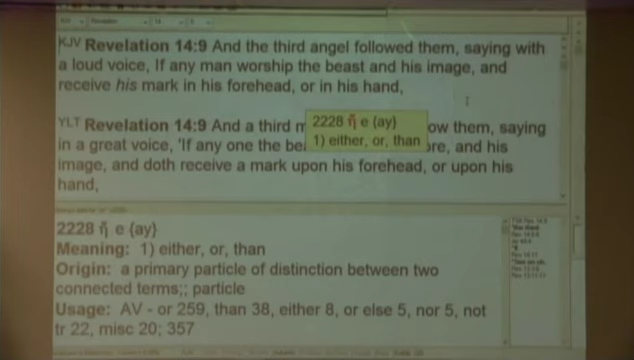 KJV Revelation 14:9 And the third angel followed them, saying with
a loud voice, If any man worship the beast and his image, and
receive his mark in his forehead, or in his hand,
YLT Revelation 14:9 And a third m ow them, saying
in a great voice, 'If any one the be re, and his
image, and doth receive a mark upon his forehead, or upon his
hand,
2228 ἤ e {ay}
1) either, or, than
2228 ἤ e {ay}
Meaning: 1) either, or, than
Origin: a primary particle of distinction between two
connected terms;; particle
Usage: AV - or 259, than 38, either 8, or else 5, nor 5, not
tr 22, misc 20; 357